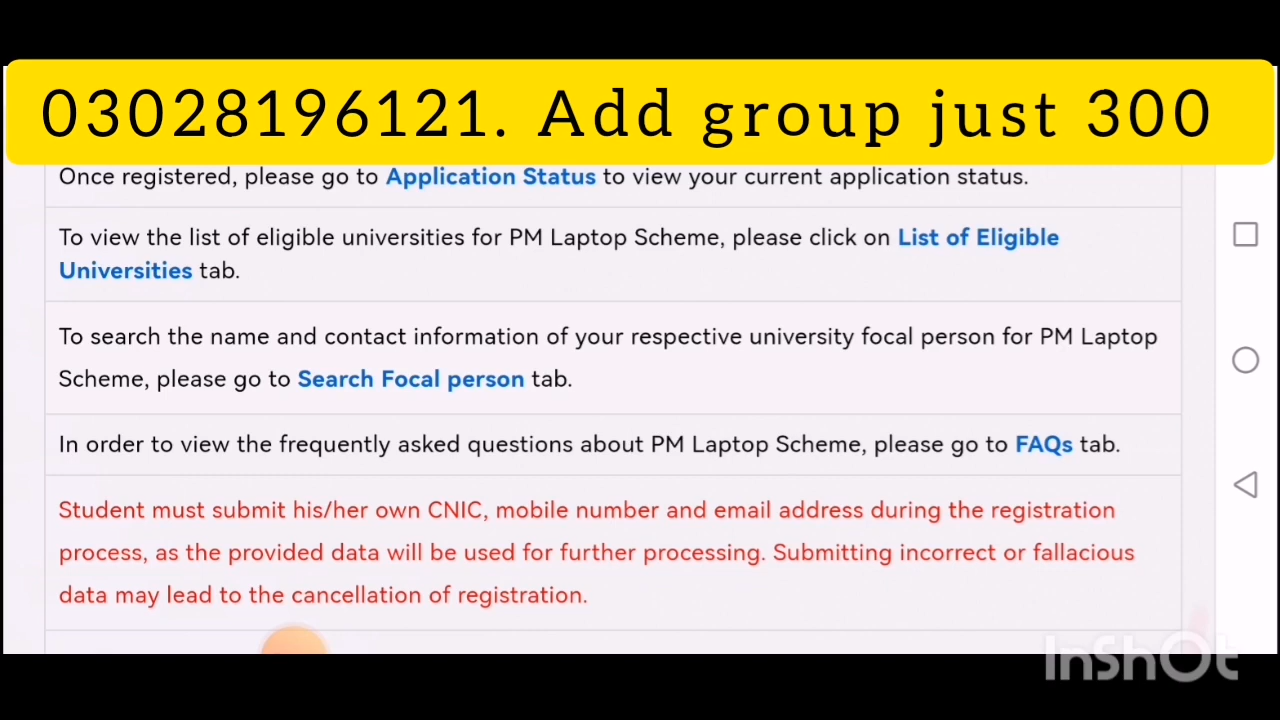 03028196121. Add group just 300
Once registered, please go to Application Status to view your current application status.
To view the list of eligible universities for PM Laptop Scheme, please click on List of Eligible
Universities tab.
To search the name and contact information of your respective university focal person for PM Laptop
Scheme, please go to Search Focal person tab.
In order to view the frequently asked questions about PM Laptop Scheme, please go to FAQs tab.
Student must submit his/her own CNIC, mobile number and email address during the registration
process, as the provided data will be used for further processing. Submitting incorrect or fallacious
data may lead to the cancellation of registration.
InShOt